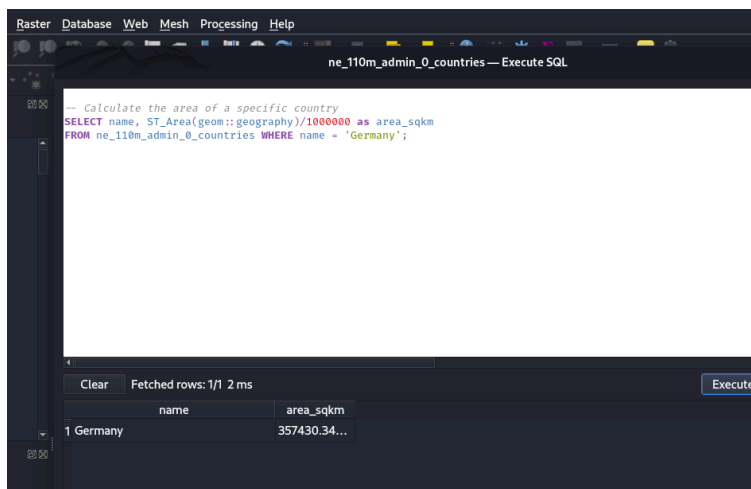 Raster Database Web Mesh Processing Help
ne_110m_admin_0_countries — Execute SQL
-- Calculate the area of a specific country
SELECT name, ST_Area(geom::geography)/1000000 as area_sqkm
FROM ne_110m_admin_0_countries WHERE name = 'Germany';
Clear Fetched rows: 1/1 2 ms Execute
name area_sqkm
1 Germany 357430.34...